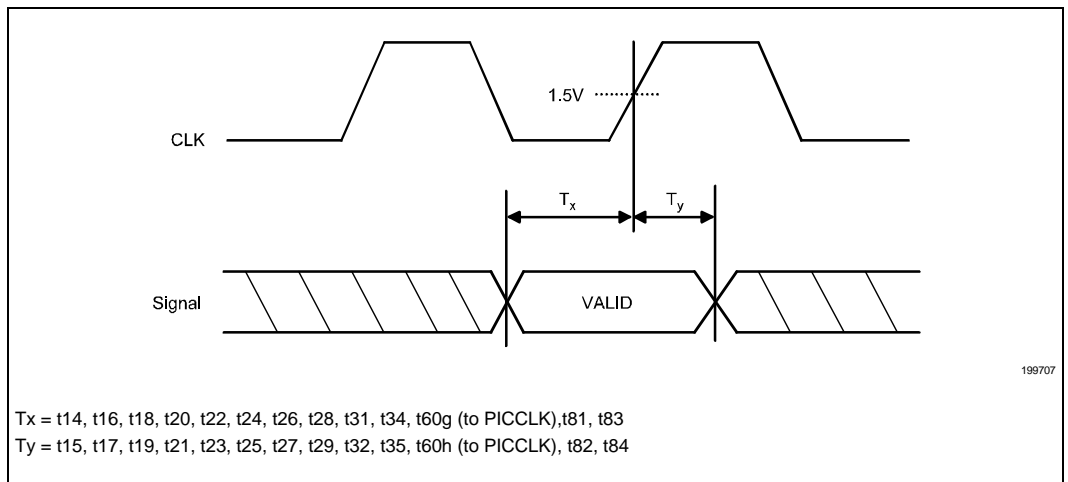 1.5V
CLK
Tx
Ty
Signal
VALID
199707
Tx = t14, t16, t18, t20, t22, t24, t26, t28, t31, t34, t60g (to PICCLK),t81, t83
Ty = t15, t17, t19, t21, t23, t25, t27, t29, t32, t35, t60h (to PICCLK), t82, t84